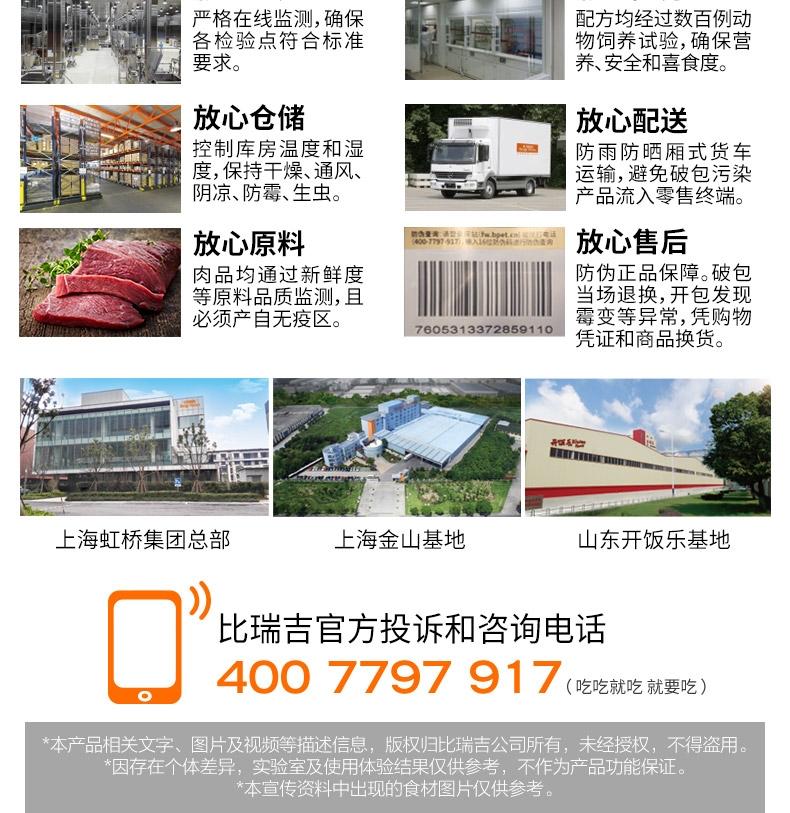 严格在线监测,确保
各检验点符合标准
要求。
配方均经过数百例动
物饲养试验,确保营
养、安全和喜食度。
放心仓储
控制库房温度和湿
度,保持干燥、通风、
阴凉、防霉、生虫。
放心配送
防雨防晒厢式货车
运输,避免破包污染
产品流入零售终端。
放心原料
肉品均通过新鲜度
等原料品质监测,且
必须产自无疫区。
(400-7797-917),输入16位防伪码进行防伪查询
7605313372859110
放心售后
防伪正品保障。破包
当场退换,开包发现
霉变等异常,凭购物
凭证和商品换货。
开饭乐
上海虹桥集团总部
上海金山基地
山东开饭乐基地
比瑞吉官方投诉和咨询电话
400 7797 917(吃吃就吃 就要吃)
*本产品相关文字、图片及视频等描述信息，版权归比瑞吉公司所有，未经授权，不得盗用。
*因存在个体差异，实验室及使用体验结果仅供参考，不作为产品功能保证。
*本宣传资料中出现的食材图片仅供参考。